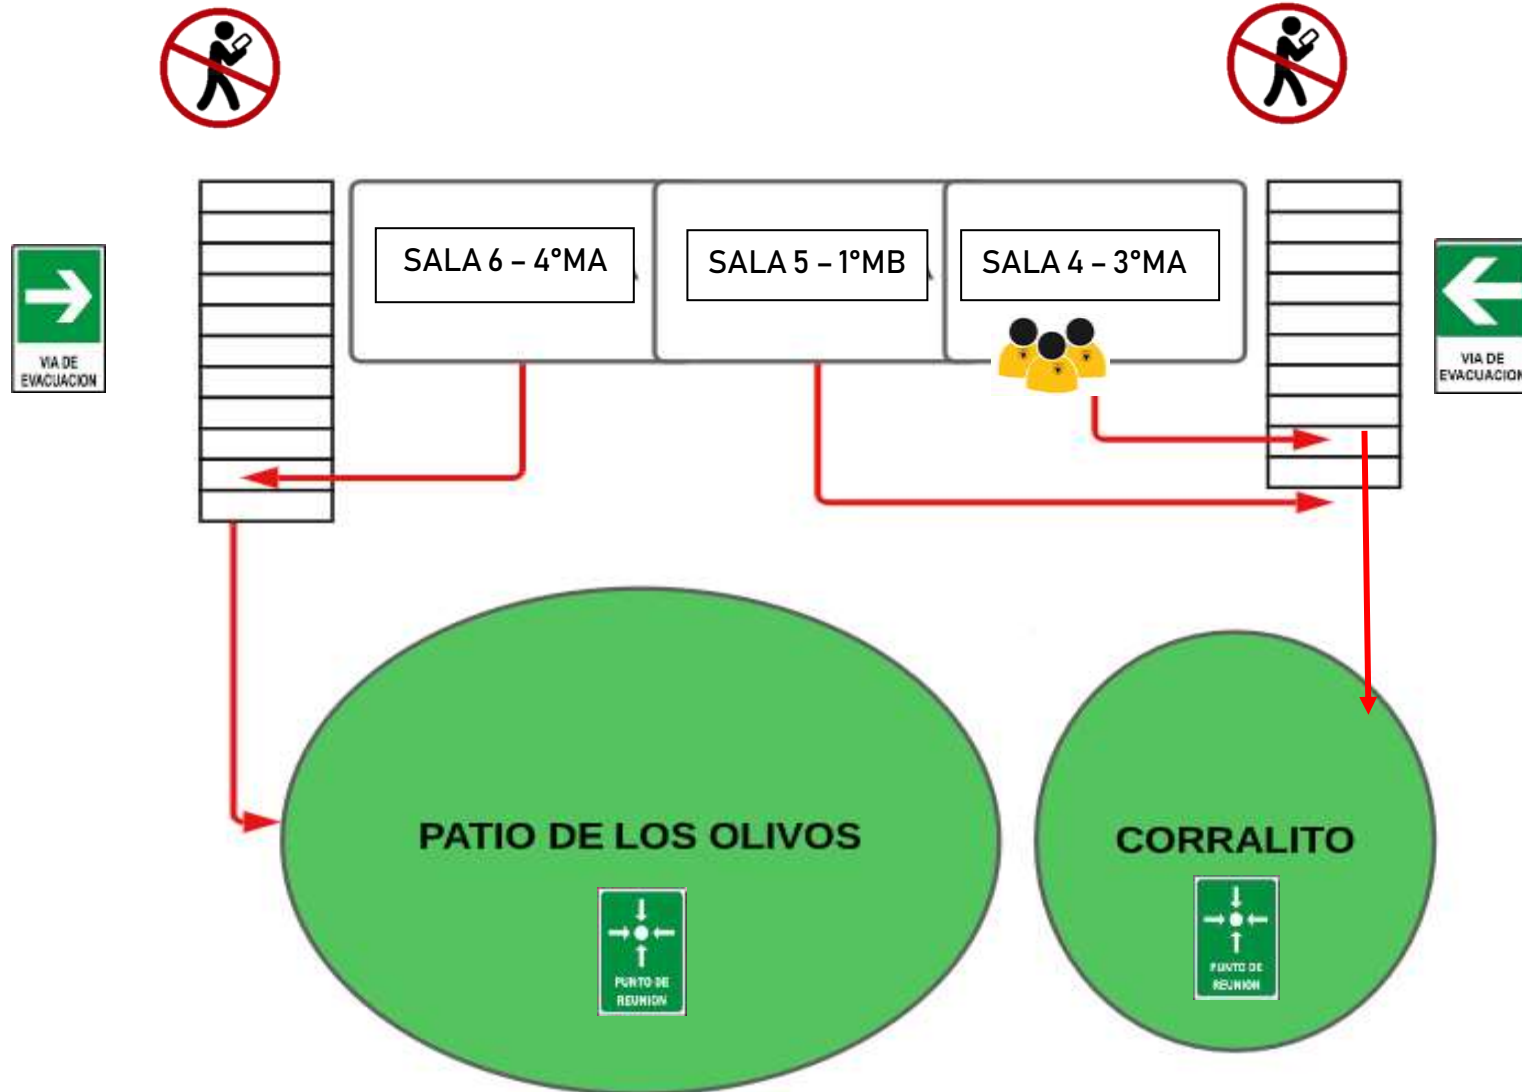 SALA 6 – 4°MA
SALA 5 – 1°MB
SALA 4 – 3°MA
VIA DE
EVACUACION
VIA DE
EVACUACION
PATIO DE LOS OLIVOS
CORRALITO
PUNTO DE
REUNION
PUNTO DE
REUNION